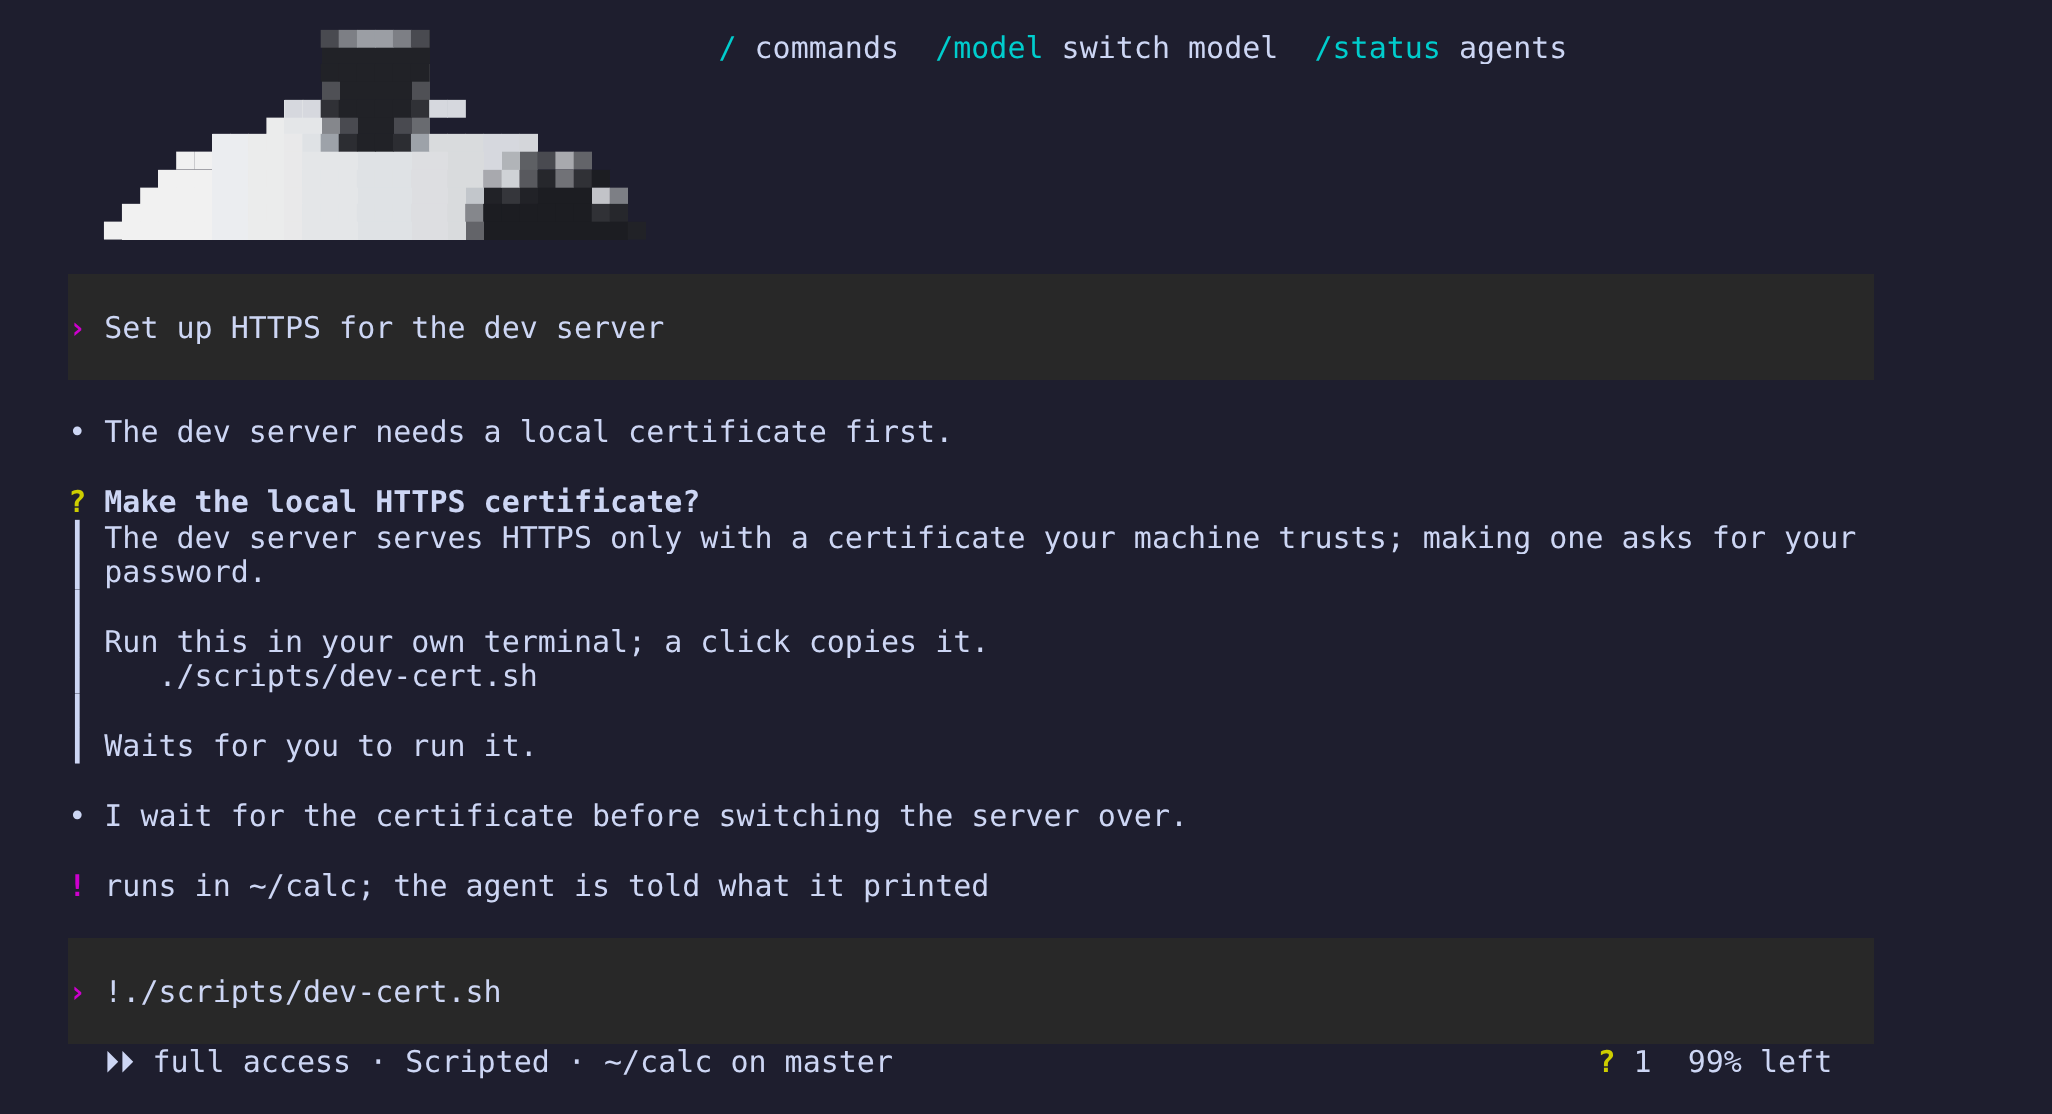 / commands  /model switch model  /status agents
› Set up HTTPS for the dev server
• The dev server needs a local certificate first.
? Make the local HTTPS certificate?
The dev server serves HTTPS only with a certificate your machine trusts; making one asks for your
password.
Run this in your own terminal; a click copies it.
./scripts/dev-cert.sh
Waits for you to run it.
• I wait for the certificate before switching the server over.
! runs in ~/calc; the agent is told what it printed
› !./scripts/dev-cert.sh
⏵⏵ full access · Scripted · ~/calc on master  ? 1  99% left